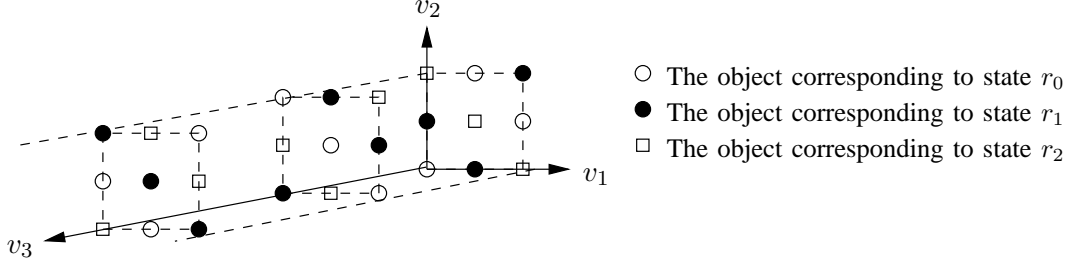 v₂
The object corresponding to state r₀
The object corresponding to state r₁
The object corresponding to state r₂
v₁
v₃